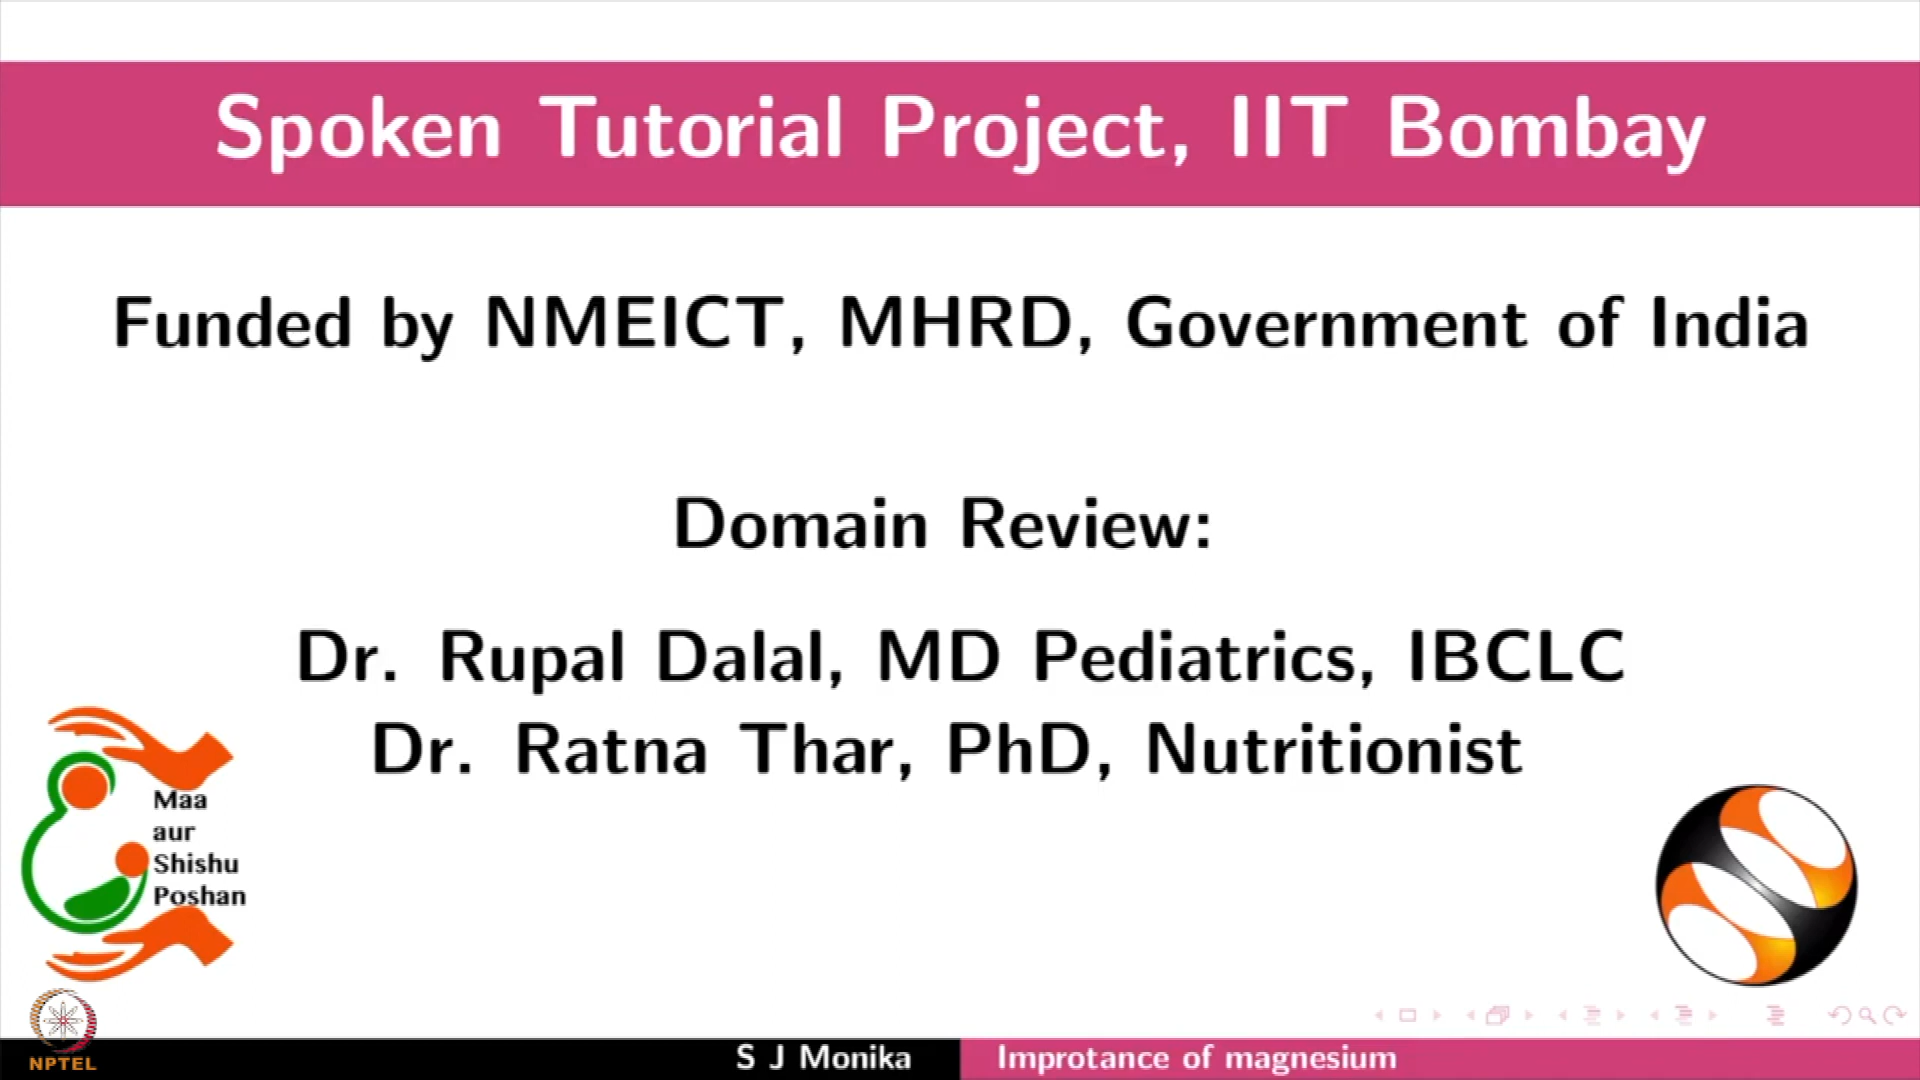 Spoken Tutorial Project, IIT Bombay
Funded by NMEICT, MHRD, Government of India
Domain Review:
Dr. Rupal Dalal, MD Pediatrics, IBCLC
Dr. Ratna Thar, PhD, Nutritionist
Maa
aur
Shishu
Poshan
NPTEL
S J Monika
Improtance of magnesium